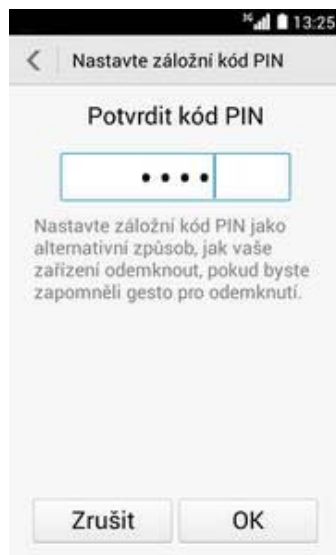 3G 13:25
Nastavte záložní kód PIN
Potvrdit kód PIN
••••
Nastavte záložní kód PIN jako
alternativní způsob, jak vaše
zařízení odemknout, pokud byste
zapomněli gesto pro odemknutí.
Zrušit OK